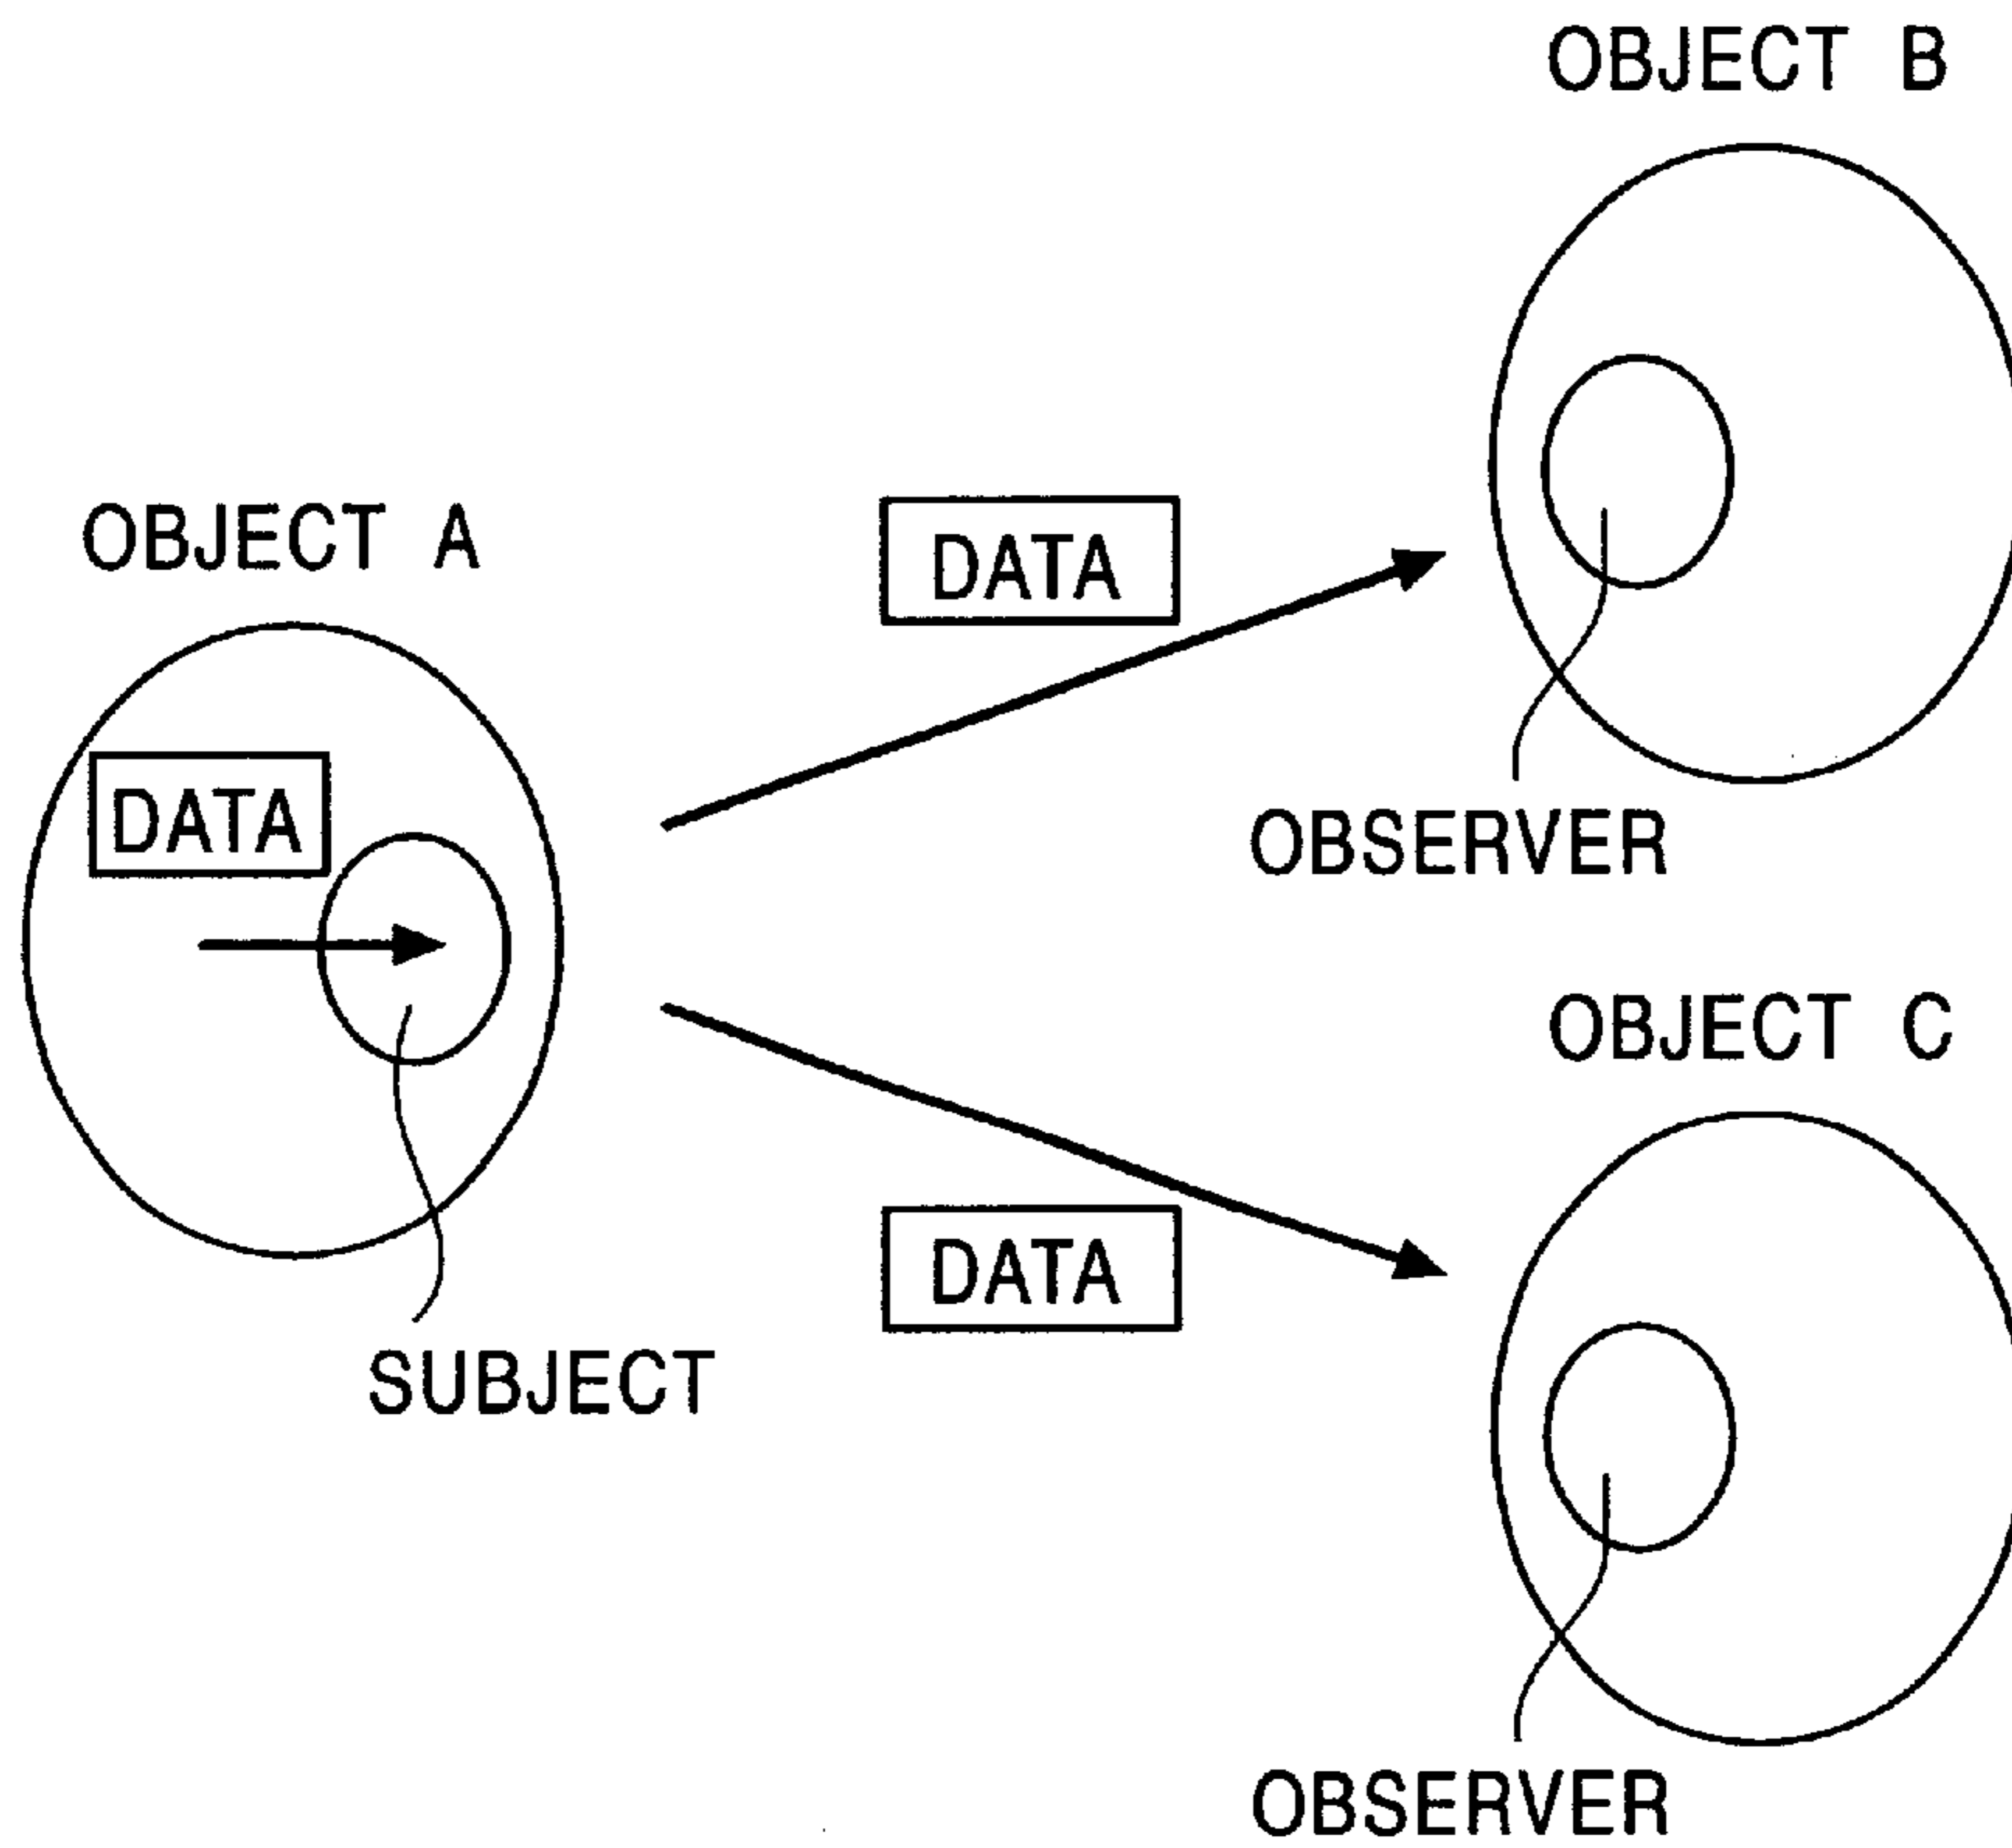 OBJECT B
OBJECT A
DATA
DATA
OBSERVER
OBJECT C
DATA
SUBJECT
OBSERVER